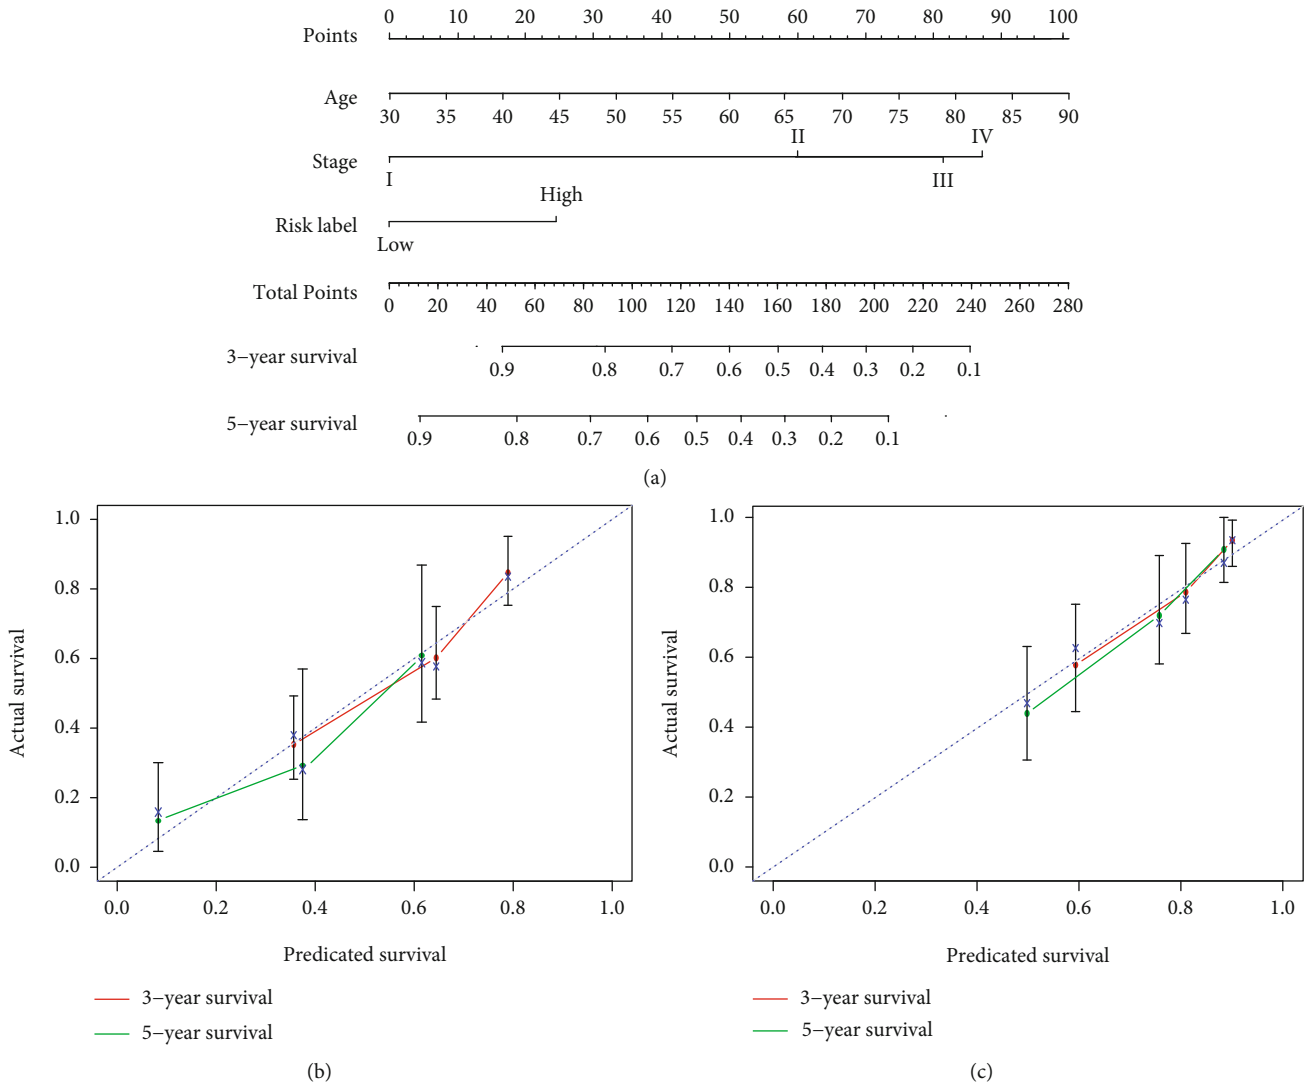 0 10 20 30 40 50 60 70 80 90 100
Points
Age
30 35 40 45 50 55 60 65 70 75 80 85 90
II IV
Stage
I III
High
Risk label
Low
Total Points
0 20 40 60 80 100 120 140 160 180 200 220 240 260 280
3−year survival
0.9 0.8 0.7 0.6 0.5 0.4 0.3 0.2 0.1
5−year survival
0.9 0.8 0.7 0.6 0.5 0.4 0.3 0.2 0.1
(a)
Actual survival
1.0
0.8
0.6
0.4
0.2
0.0
0.0 0.2 0.4 0.6 0.8 1.0
Predicated survival
3−year survival
5−year survival
(b)
Actual survival
1.0
0.8
0.6
0.4
0.2
0.0
0.0 0.2 0.4 0.6 0.8 1.0
Predicated survival
3−year survival
5−year survival
(c)